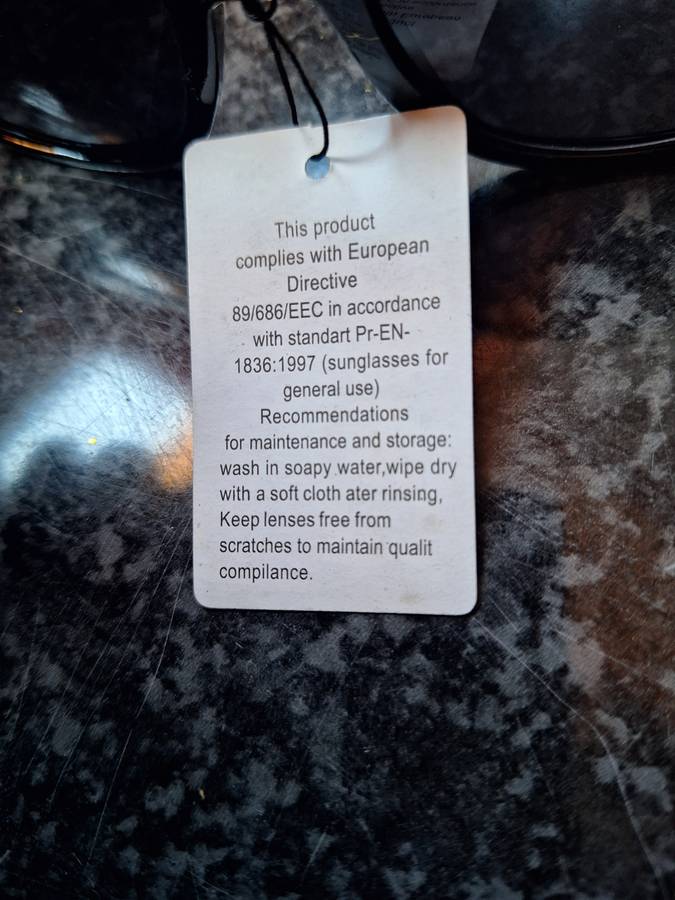 This product
complies with European
Directive
89/686/EEC in accordance
with standart Pr-EN-
1836:1997 (sunglasses for
general use)
Recommendations
for maintenance and storage:
wash in soapy water,wipe dry
with a soft cloth ater rinsing,
Keep lenses free from
scratches to maintain qualit
compilance.